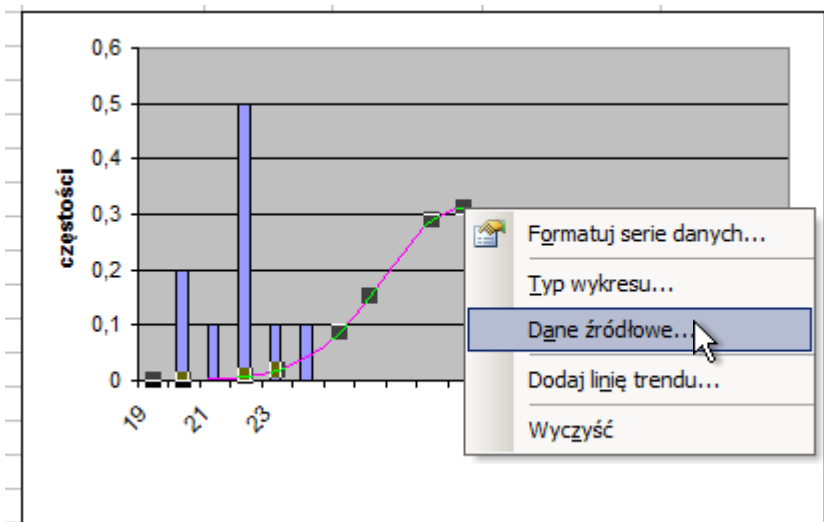 0,6
0,5
0,4
0,3
0,2
0,1
0
częstości
19
21
23
Formatuj serie danych...
Typ wykresu...
Dane źródłowe...
Dodaj linię trendu...
Wyczyść